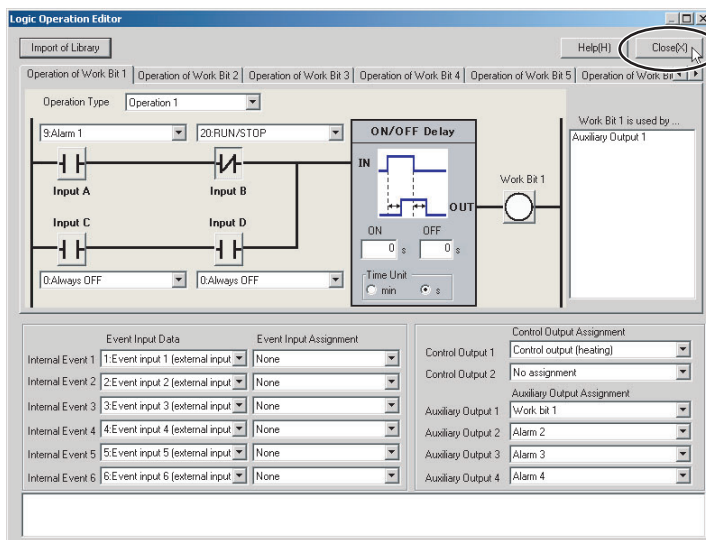 Logic Operation Editor
Import of Library
Help(H)
Close(X)
Operation of Work Bit 1
Operation of Work Bit 2
Operation of Work Bit 3
Operation of Work Bit 4
Operation of Work Bit 5
Operation of Work
Operation Type
Operation 1
9:Alarm 1
20:RUN/STOP
Input A
Input B
Input C
Input D
0:Always OFF
0:Always OFF
ON/OFF Delay
IN
OUT
ON
OFF
0 s
0 s
Time Unit
min
s
Work Bit 1
Work Bit 1 is used by ...
Auxiliary Output 1
Event Input Data
Event Input Assignment
Internal Event 1 1:Event input 1 (external input None
Internal Event 2 2:Event input 2 (external input None
Internal Event 3 3:Event input 3 (external input None
Internal Event 4 4:Event input 4 (external input None
Internal Event 5 5:Event input 5 (external input None
Internal Event 6 6:Event input 6 (external input None
Control Output Assignment
Control Output 1 Control output (heating)
Control Output 2 No assignment
Auxiliary Output Assignment
Auxiliary Output 1 Work bit 1
Auxiliary Output 2 Alarm 2
Auxiliary Output 3 Alarm 3
Auxiliary Output 4 Alarm 4